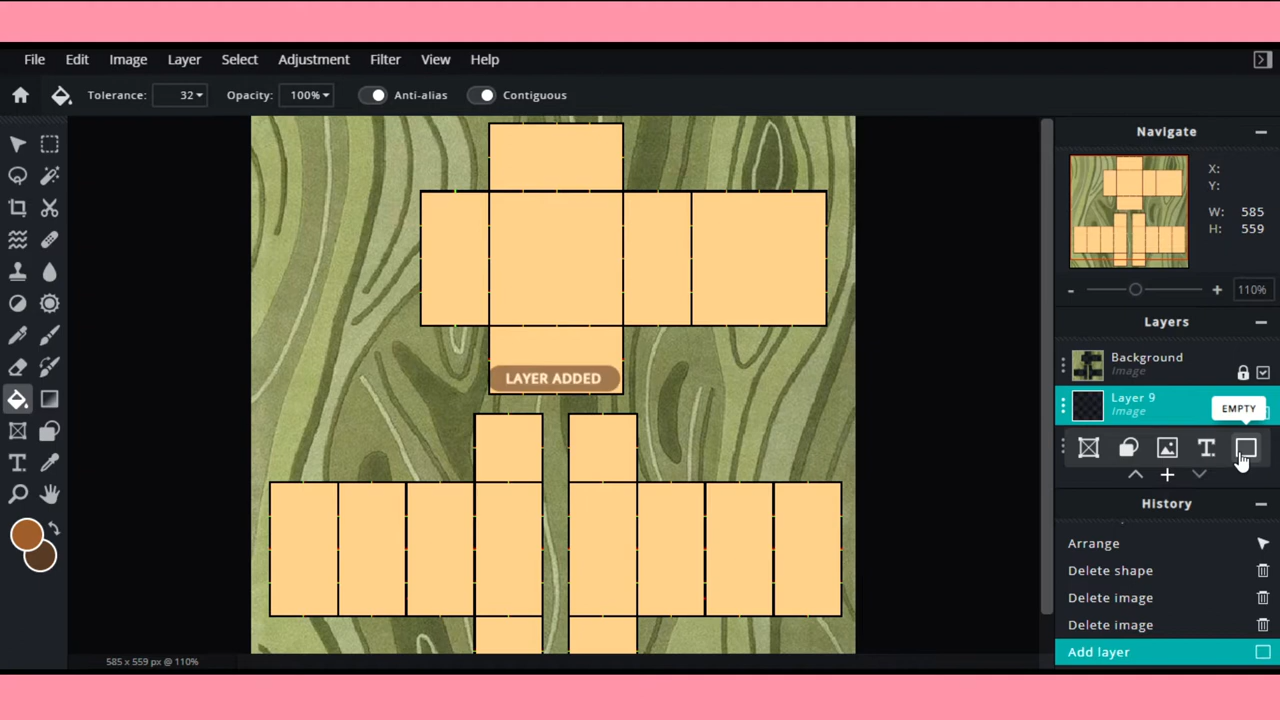 File Edit Image Layer Select Adjustment Filter View Help
Tolerance: 32 Opacity: 100% Anti-alias Contiguous
Navigate
X:
Y:
W: 585
H: 559
- + 110%
Layers
Background
Image
Layer 9
Image
EMPTY
LAYER ADDED
History
Arrange
Delete shape
Delete image
Delete image
Add layer
585 x 559 px @ 110%